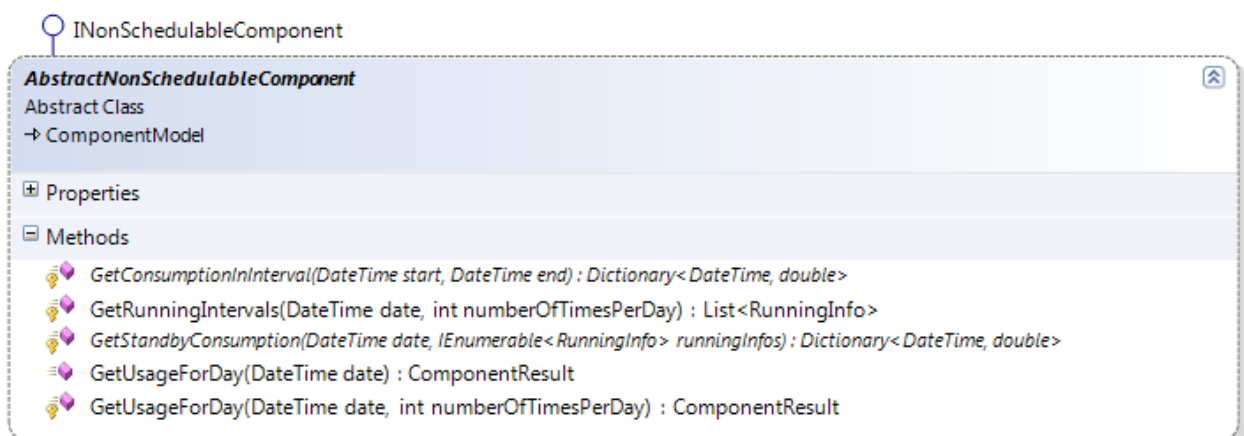 INonSchedulableComponent
AbstractNonSchedulableComponent
Abstract Class
ComponentModel
Properties
Methods
GetConsumptionInInterval(DateTime start, DateTime end) : Dictionary<DateTime, double>
GetRunningIntervals(DateTime date, int numberOfTimesPerDay) : List<RunningInfo>
GetStandbyConsumption(DateTime date, IEnumerable<RunningInfo> runningInfos) : Dictionary<DateTime, double>
GetUsageForDay(DateTime date) : ComponentResult
GetUsageForDay(DateTime date, int numberOfTimesPerDay) : ComponentResult